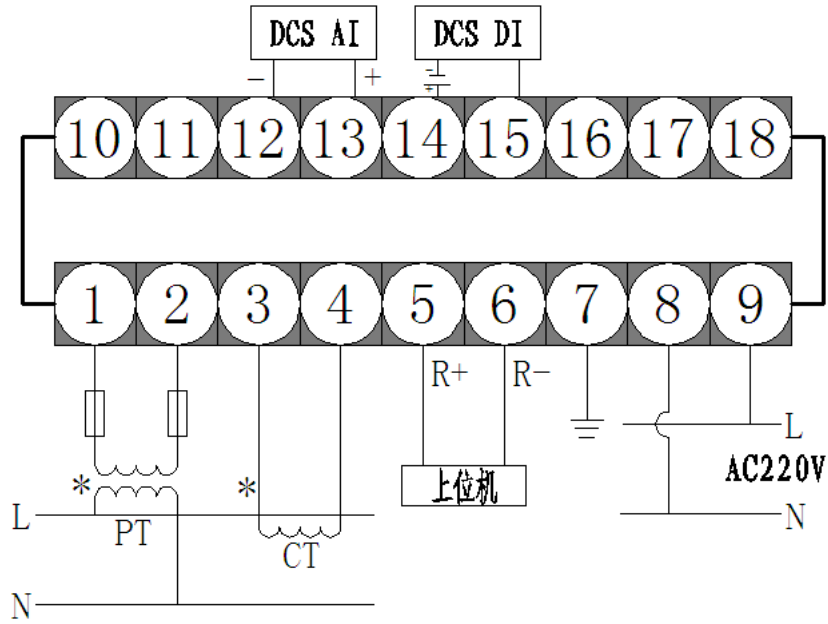 DCS AI DCS DI
- + - +
10 11 12 13 14 15 16 17 18
1 2 3 4 5 6 7 8 9
R+ R-
L
AC220V
* * 上位机
L PT CT N
N